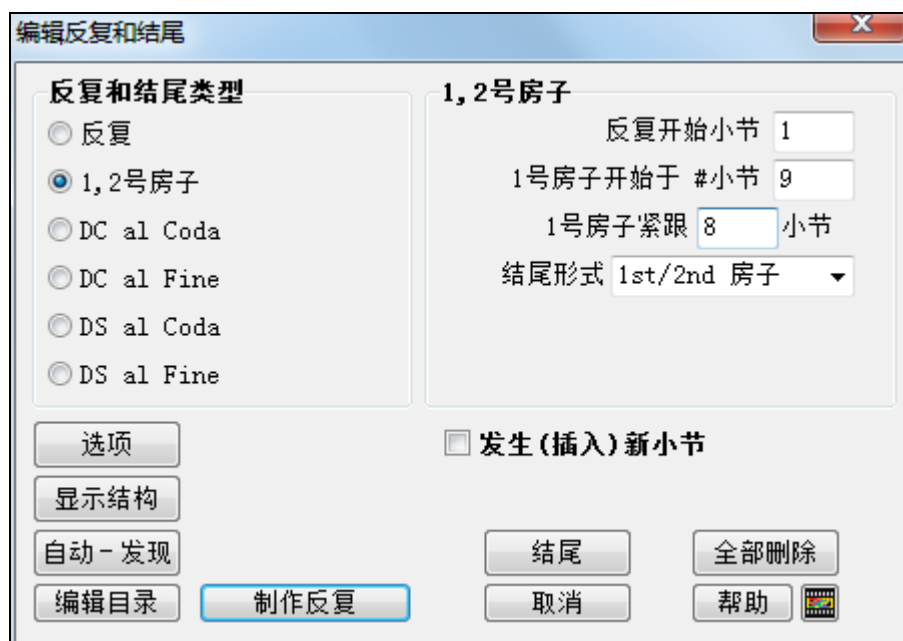 编辑反复和结尾
反复和结尾类型
反复
1,2号房子
DC al Coda
DC al Fine
DS al Coda
DS al Fine
1,2号房子
反复开始小节 1
1号房子开始于 #小节 9
1号房子紧跟 8 小节
结尾形式 1st/2nd 房子
选项
发生(插入)新小节
显示结构
自动-发现 结尾 全部删除
编辑目录 制作反复 取消 帮助